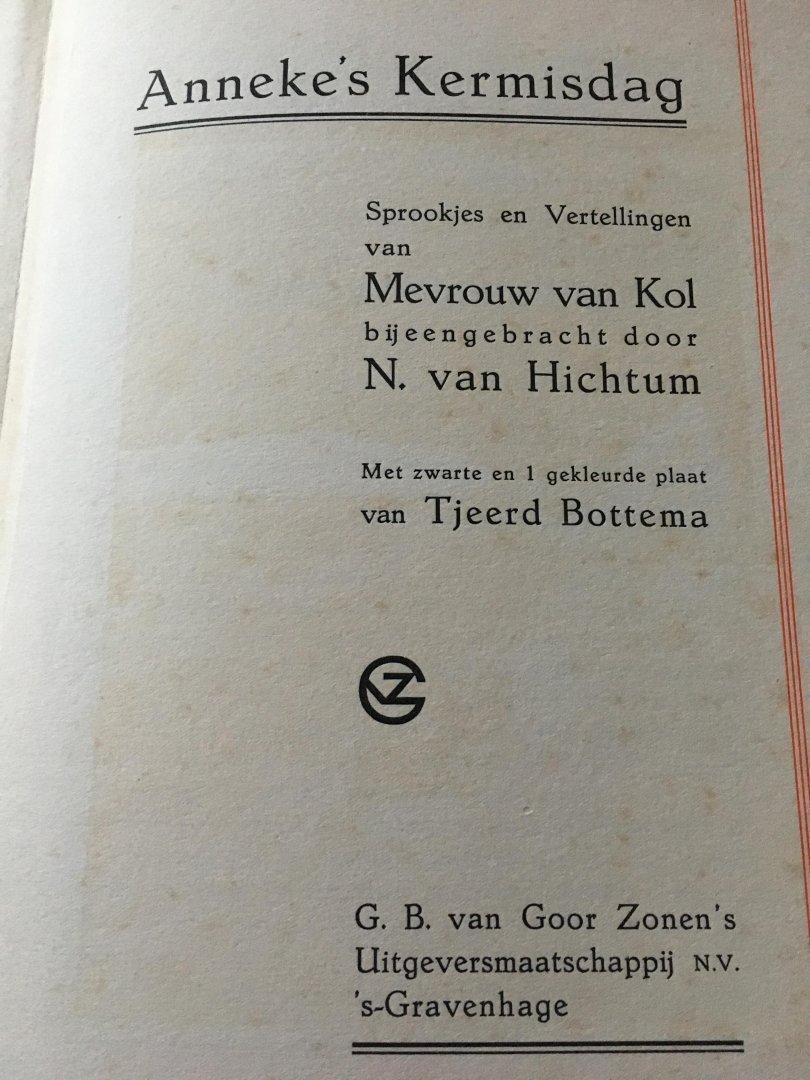 Anneke's Kermisdag
Sprookjes en Vertellingen
van
Mevrouw van Kol
bijeengebracht door
N. van Hichtum
Met zwarte en 1 gekleurde plaat
van Tjeerd Bottema
GVZ
G. B. van Goor Zonen's
Uitgeversmaatschappij N.V.
's-Gravenhage